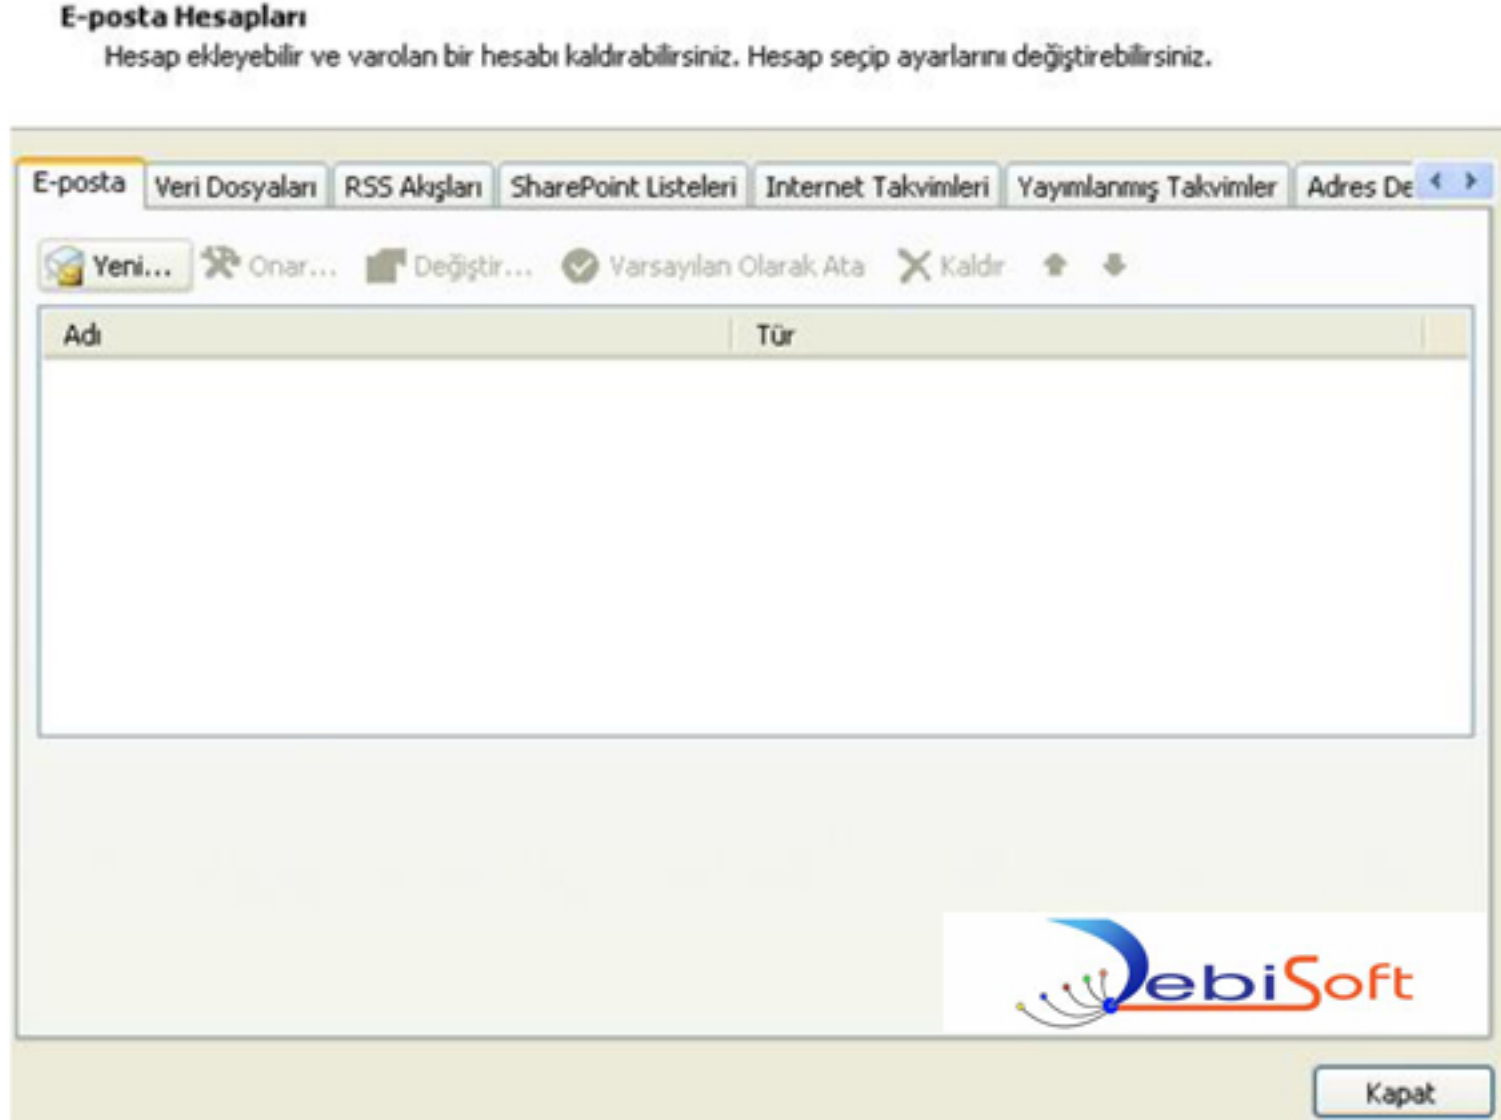 E-posta Hesapları
Hesap ekleyebilir ve varolan bir hesabı kaldırabilirsiniz. Hesap seçip ayarlarını değiştirebilirsiniz.
E-posta Veri Dosyaları RSS Akışları SharePoint Listeleri Internet Takvimleri Yayımlanmış Takvimler Adres De
Yeni... Onar... Değiştir... Varsayılan Olarak Ata Kaldır
Adı Tür
DebiSoft
Kapat